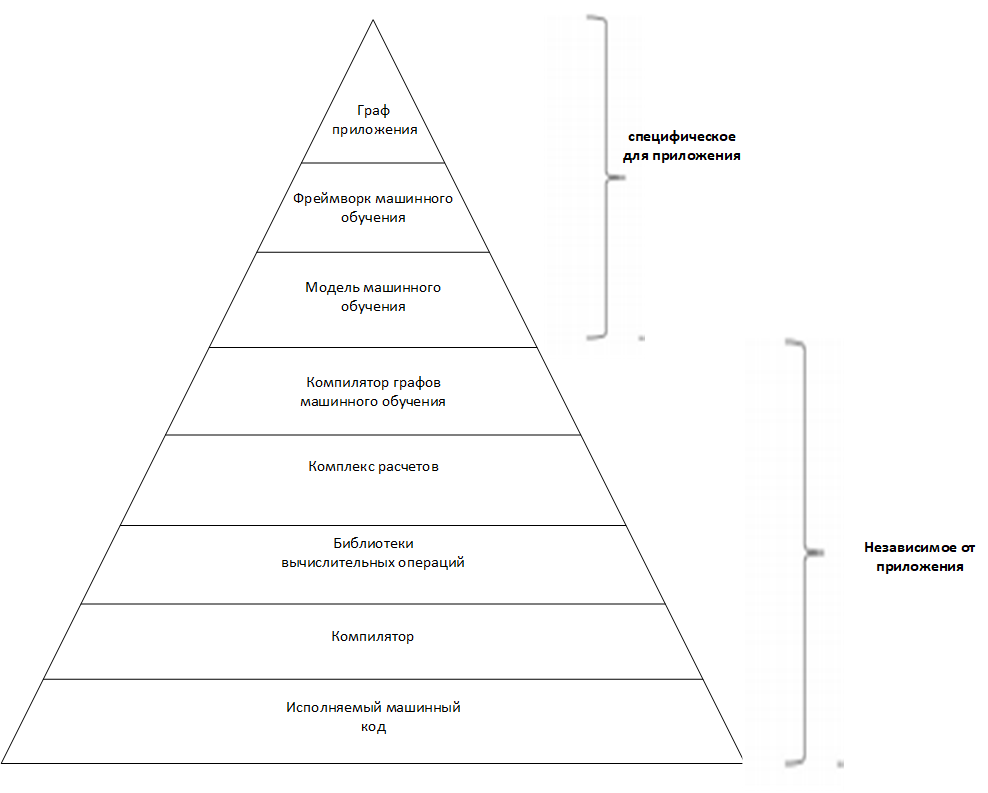 Граф
приложения
специфическое
для приложения
Фреймворк машинного
обучения
Модель машинного
обучения
Компилятор графов
машинного обучения
Комплекс расчетов
Библиотеки
вычислительных операций
Независимое от
приложения
Компилятор
Исполняемый машинный
код